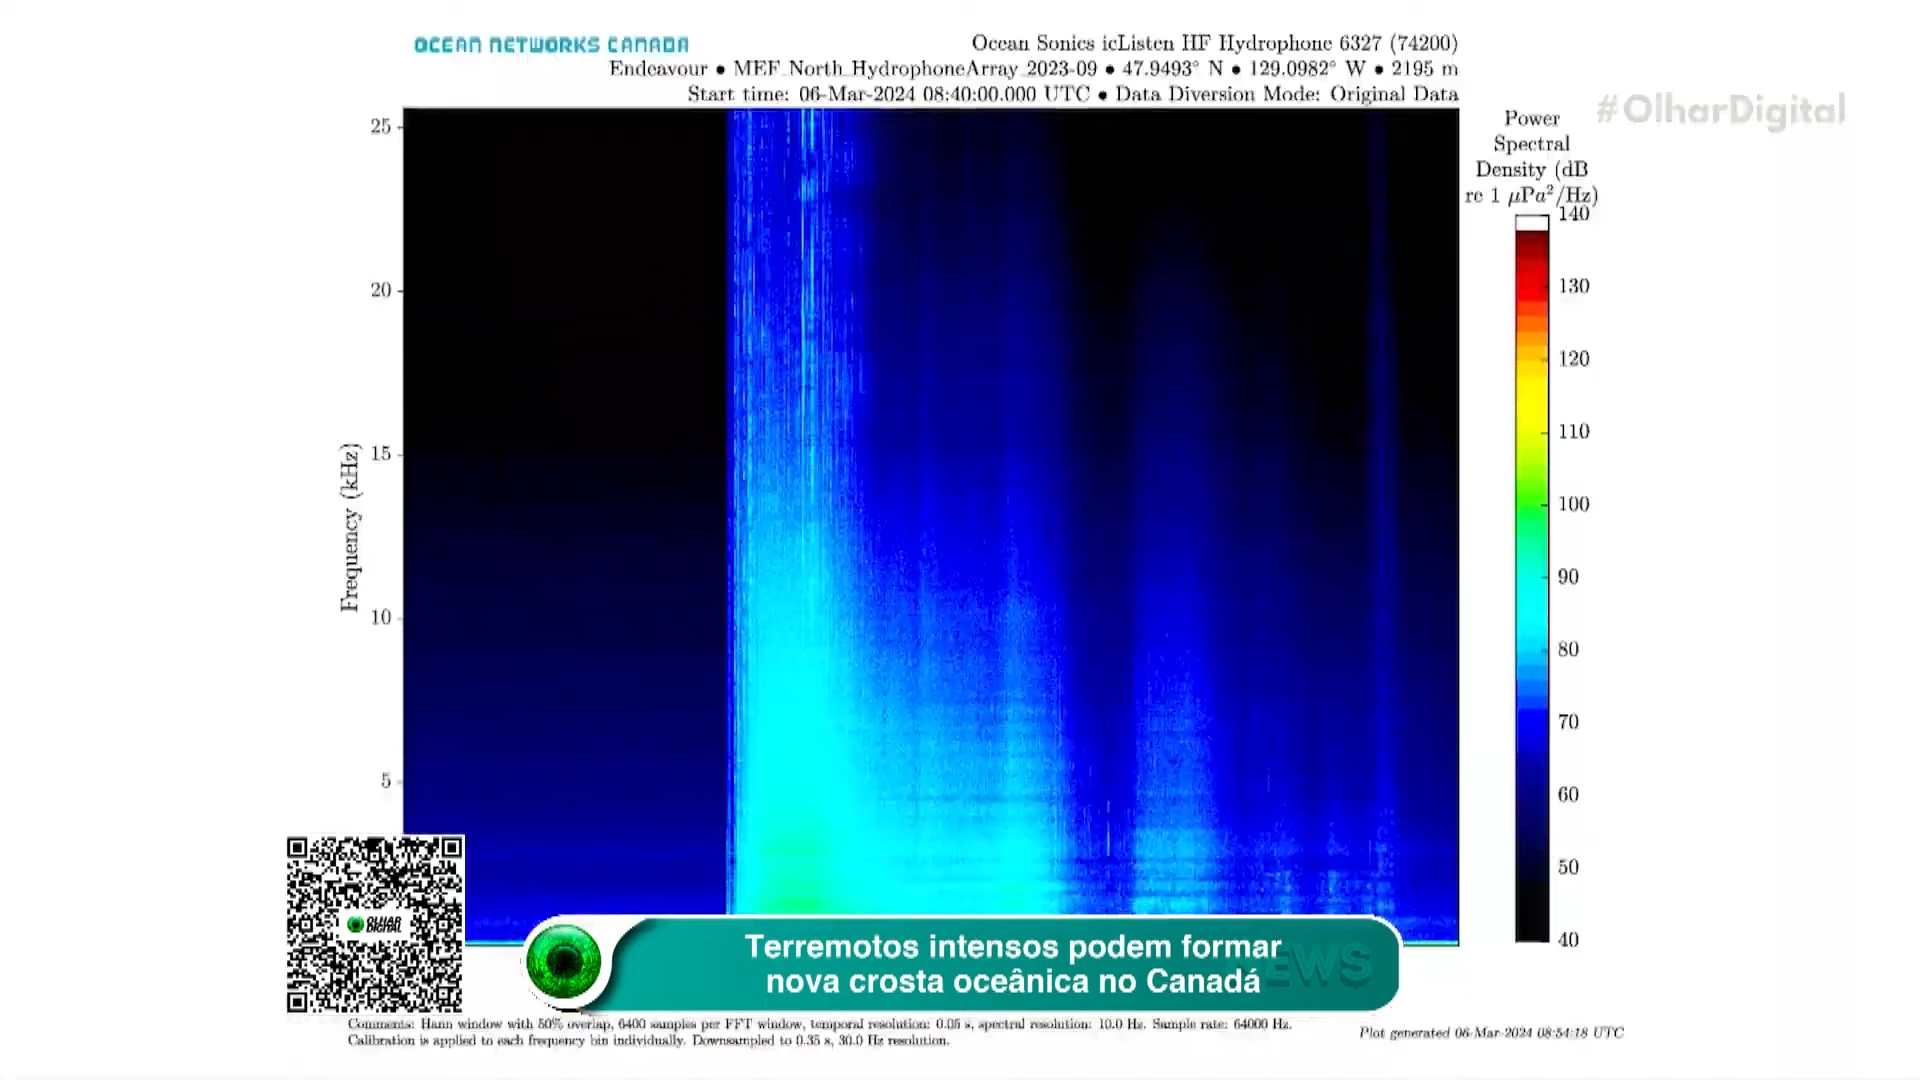 OCEAN NETWORKS CANADA
Ocean Sonics icListen HF Hydrophone 6327 (74200)
Endeavour • MEF_North_HydrophoneArray_2023-09 • 47.9493° N • 129.0982° W • 2195 m
Start time: 06-Mar-2024 08:40:00.000 UTC • Data Diversion Mode: Original Data
#OlharDigital
Power
Spectral
Density (dB
re 1 µPa²/Hz)
140
130
120
110
100
90
80
70
60
50
40
Frequency (kHz)
25
20
15
10
5
OLHAR
DIGITAL
NEWS
Terremotos intensos podem formar
nova crosta oceânica no Canadá
Comments: Hann window with 50% overlap, 6400 samples per FFT window, temporal resolution: 0.05 s, spectral resolution: 10.0 Hz. Sample rate: 64000 Hz.
Calibration is applied to each frequency bin individually. Downsampled to 0.35 s, 30.0 Hz resolution.
Plot generated 06-Mar-2024 08:54:18 UTC